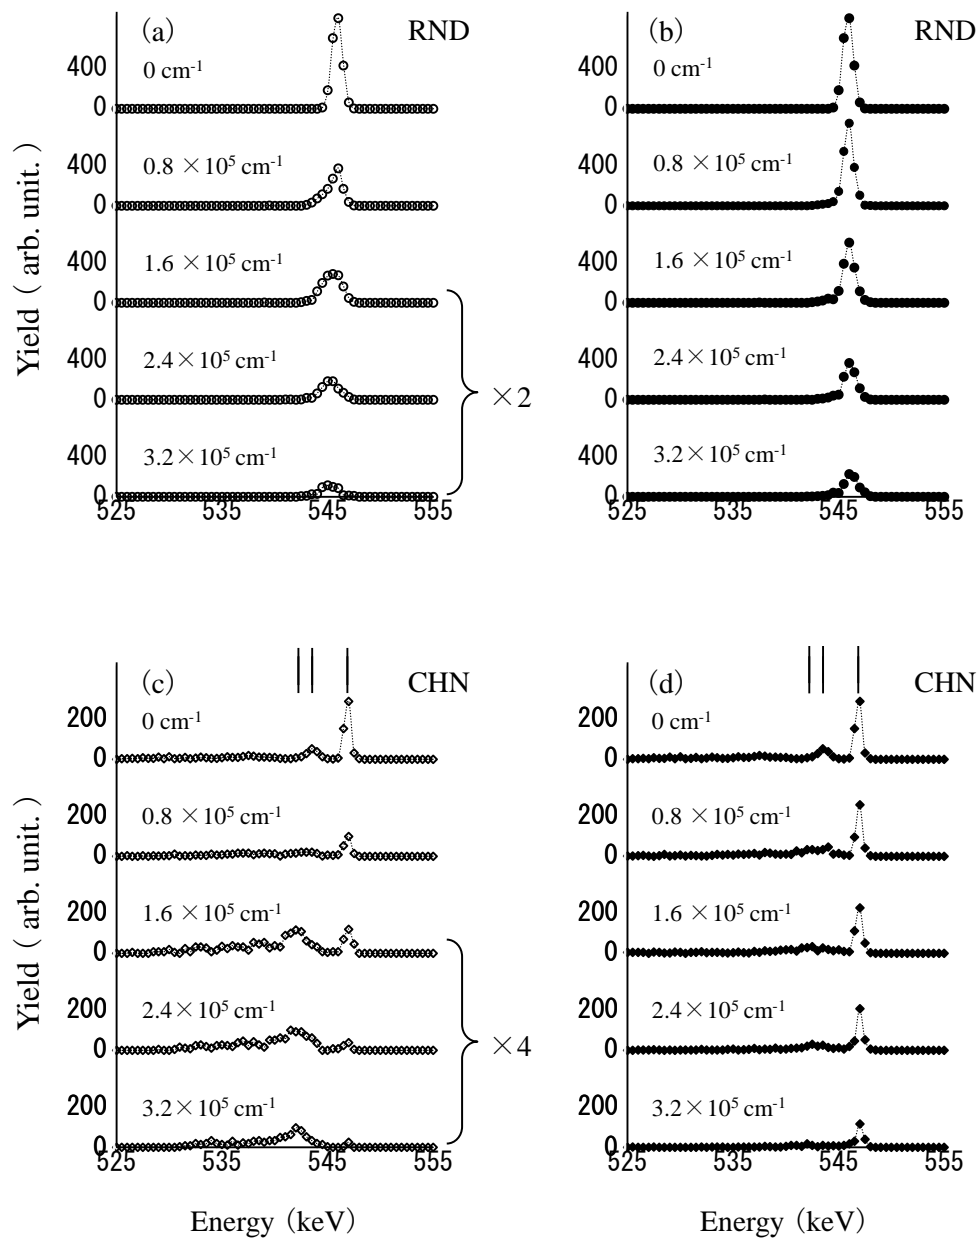 (a) RND
400
0 cm-1
0
0.8 ×10⁵ cm-1
400
0
1.6 ×10⁵ cm-1
400
0
2.4×10⁵ cm-1
400
0
×2
3.2×10⁵ cm-1
400
0
525 535 545 555
Yield ( arb. unit. )
(b) RND
400
0 cm-1
0
0.8 ×10⁵ cm-1
400
0
1.6 ×10⁵ cm-1
400
0
2.4×10⁵ cm-1
400
0
3.2×10⁵ cm-1
400
0
525 535 545 555
(c) CHN
200
0 cm-1
0
0.8 ×10⁵ cm-1
200
0
1.6 ×10⁵ cm-1
200
0
2.4×10⁵ cm-1
200
0
×4
3.2×10⁵ cm-1
200
0
525 535 545 555
Yield ( arb. unit. )
Energy (keV)
(d) CHN
200
0 cm-1
0
0.8 ×10⁵ cm-1
200
0
1.6 ×10⁵ cm-1
200
0
2.4×10⁵ cm-1
200
0
3.2×10⁵ cm-1
200
0
525 535 545 555
Energy (keV)